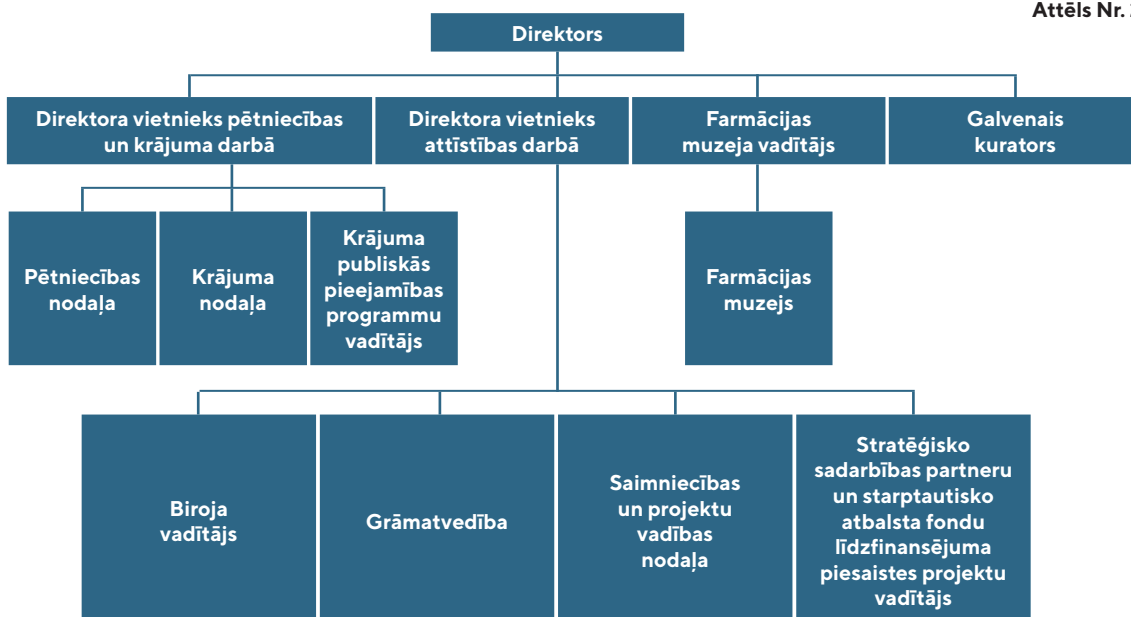 Attēls Nr.
Direktors
Direktora vietnieks pētniecības
un krājuma darbā
Direktora vietnieks
attīstības darbā
Farmācijas
muzeja vadītājs
Galvenais
kurators
Pētniecības
nodaļa
Krājuma
nodaļa
Krājuma
publiskās
pieejamības
programmu
vadītājs
Farmācijas
muzejs
Biroja
vadītājs
Grāmatvedība
Saimniecības
un projektu
vadības
nodaļa
Stratēģisko
sadarbības partneru
un starptautisko
atbalsta fondu
līdzfinansējuma
piesaistes projektu
vadītājs